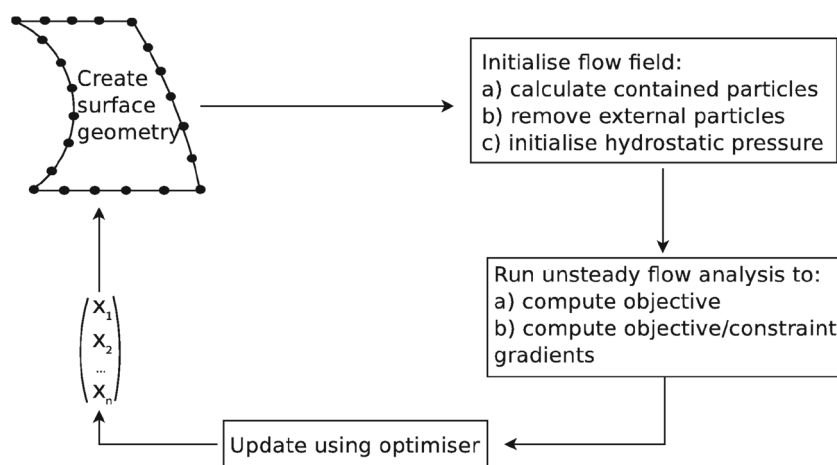 Create
surface
geometry
Initialise flow field:
a) calculate contained particles
b) remove external particles
c) initialise hydrostatic pressure
Run unsteady flow analysis to:
a) compute objective
b) compute objective/constraint
gradients
Update using optimiser
x₁
x₂
...
xₙ